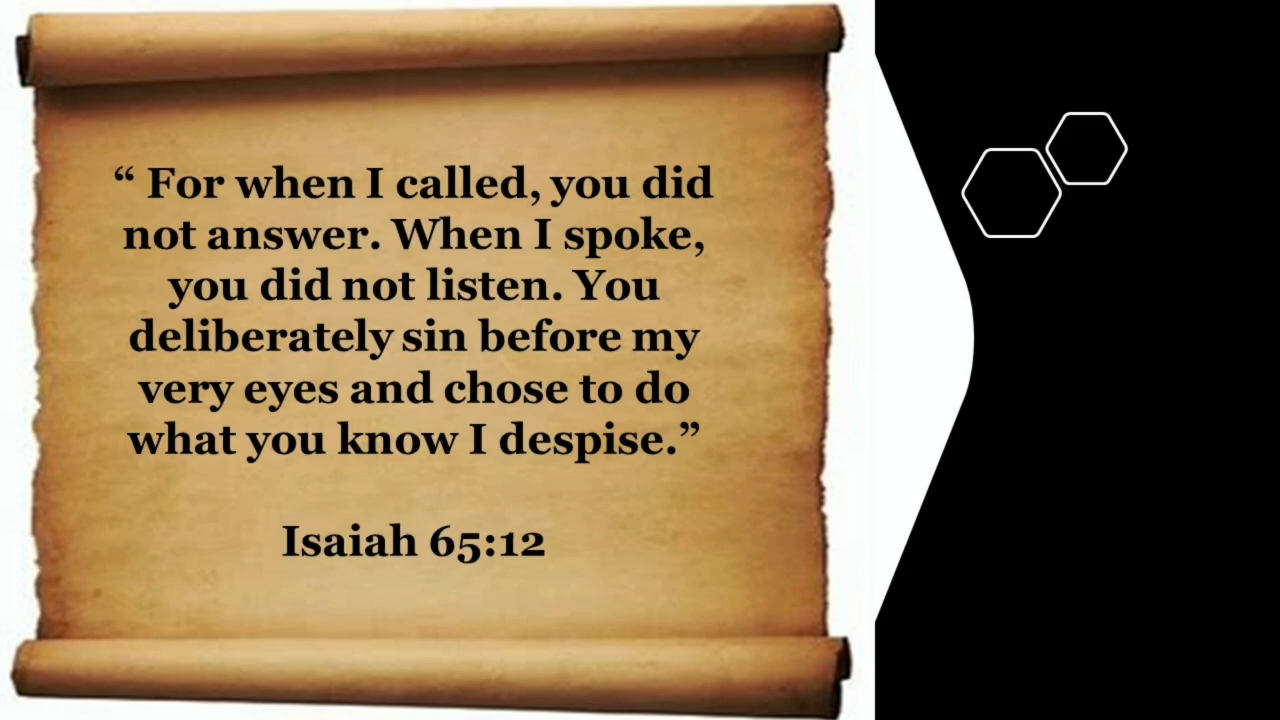 “ For when I called, you did
not answer. When I spoke,
you did not listen. You
deliberately sin before my
very eyes and chose to do
what you know I despise.”
Isaiah 65:12